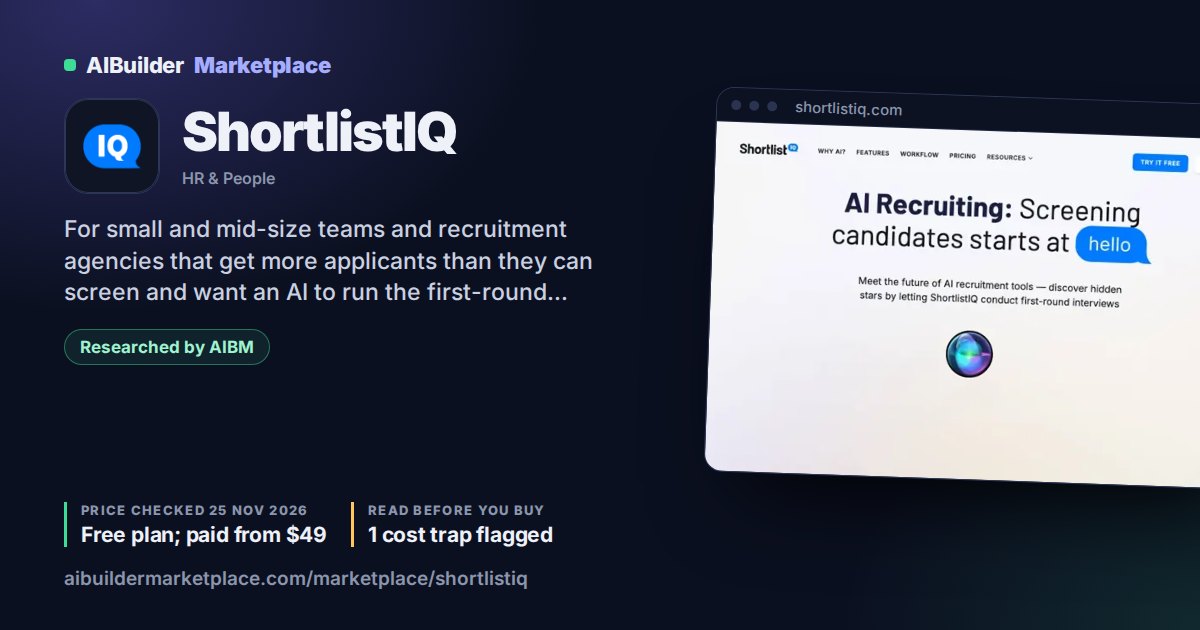 AIBuilder Marketplace
IQ
ShortlistIQ
HR & People
For small and mid-size teams and recruitment
agencies that get more applicants than they can
screen and want an AI to run the first-round...
Researched by AIBM
PRICE CHECKED 25 NOV 2026
Free plan; paid from $49
READ BEFORE YOU BUY
1 cost trap flagged
aibuildermarketplace.com/marketplace/shortlistiq
shortlistiq.com
Shortlist IQ
WHY AI? FEATURES WORKFLOW PRICING RESOURCES
TRY IT FREE
AI Recruiting: Screening
candidates starts at hello
Meet the future of AI recruitment tools — discover hidden
stars by letting ShortlistIQ conduct first-round interviews